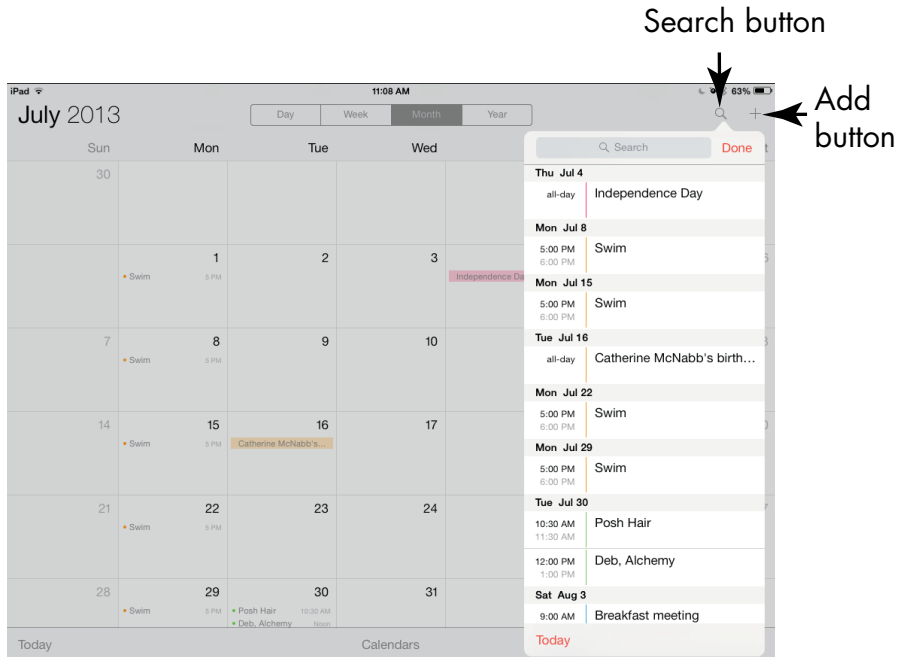 Search button
Add
button
iPad 11:08 AM 63%
July 2013 Day Week Month Year
Sun Mon Tue Wed
30
1 2 3
Swim 5 PM Independence Da
7 8 9 10
Swim 5 PM
14 15 16 17
Swim 5 PM Catherine McNabb's...
21 22 23 24
Swim 5 PM
28 29 30 31
Swim 5 PM Posh Hair 10:30 AM
Deb, Alchemy Noon
Today Calendars
Search Done
Thu Jul 4
all-day Independence Day
Mon Jul 8
5:00 PM Swim
6:00 PM
Mon Jul 15
5:00 PM Swim
6:00 PM
Tue Jul 16
all-day Catherine McNabb's birth...
Mon Jul 22
5:00 PM Swim
6:00 PM
Mon Jul 29
5:00 PM Swim
6:00 PM
Tue Jul 30
10:30 AM Posh Hair
11:30 AM
12:00 PM Deb, Alchemy
1:00 PM
Sat Aug 3
9:00 AM Breakfast meeting
Today